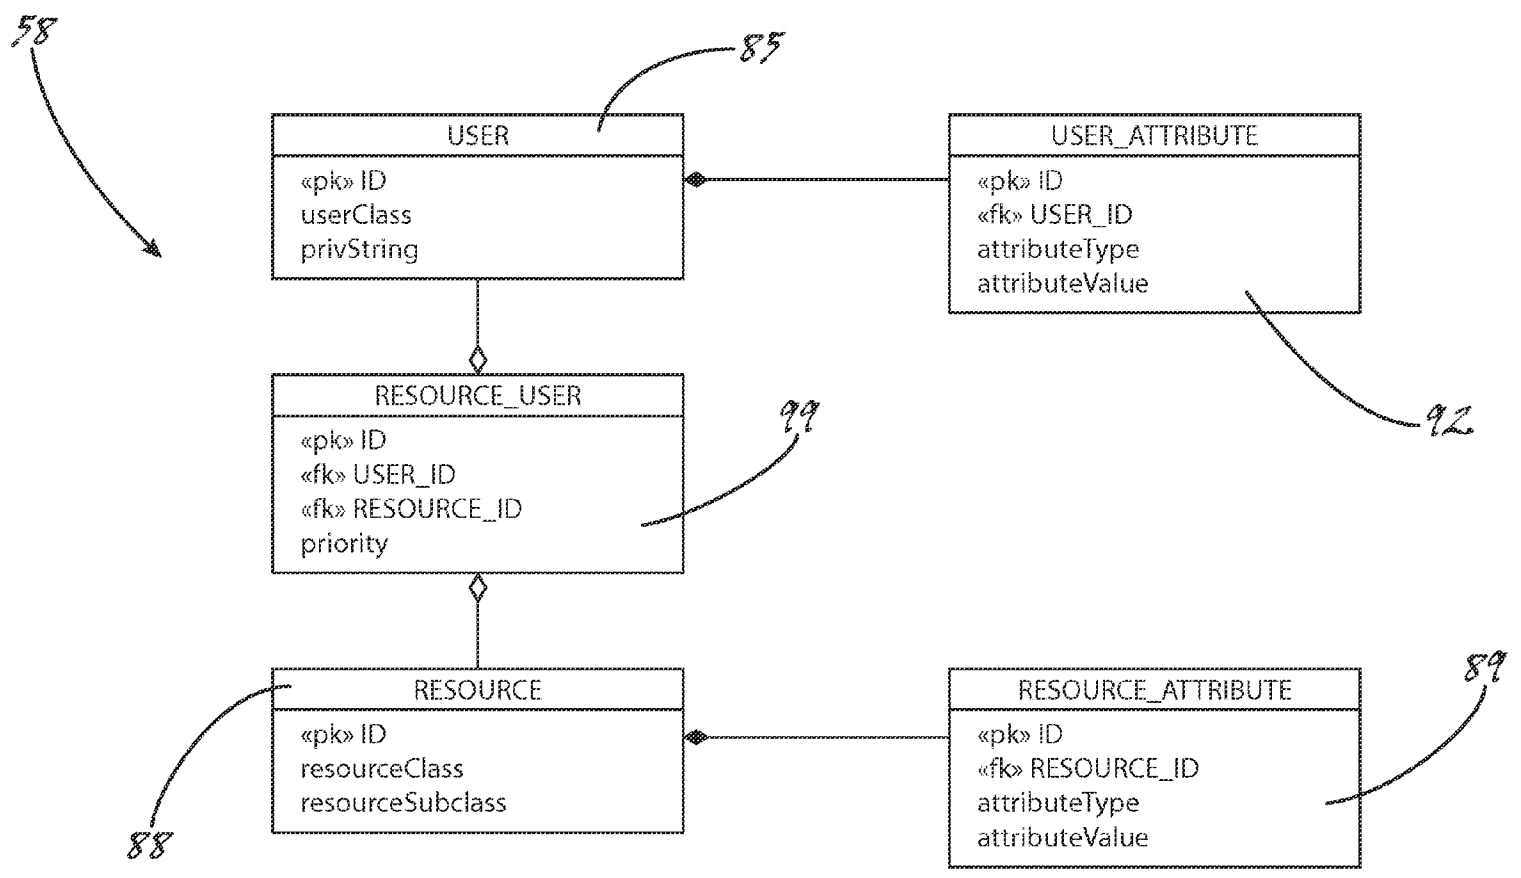 58
85
USER
«pk» ID
userClass
privString
USER_ATTRIBUTE
«pk» ID
«fk» USER_ID
attributeType
attributeValue
92
RESOURCE_USER
«pk» ID
«fk» USER_ID
«fk» RESOURCE_ID
priority
99
RESOURCE
«pk» ID
resourceClass
resourceSubclass
88
RESOURCE_ATTRIBUTE
«pk» ID
«fk» RESOURCE_ID
attributeType
attributeValue
89